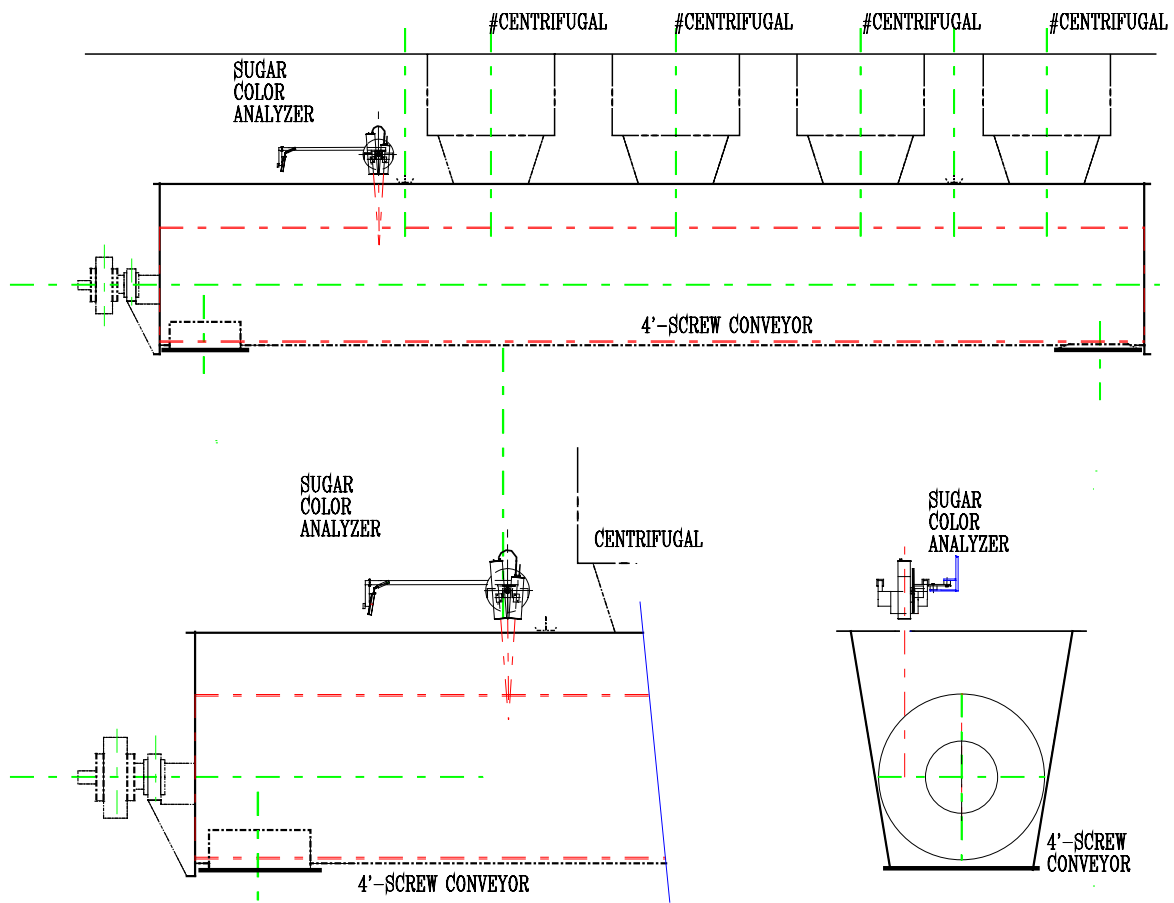 #CENTRIFUGAL #CENTRIFUGAL #CENTRIFUGAL #CENTRIFUGAL
SUGAR
COLOR
ANALYZER
4'-SCREW CONVEYOR
SUGAR
COLOR
ANALYZER
CENTRIFUGAL
4'-SCREW CONVEYOR
SUGAR
COLOR
ANALYZER
4'-SCREW
CONVEYOR